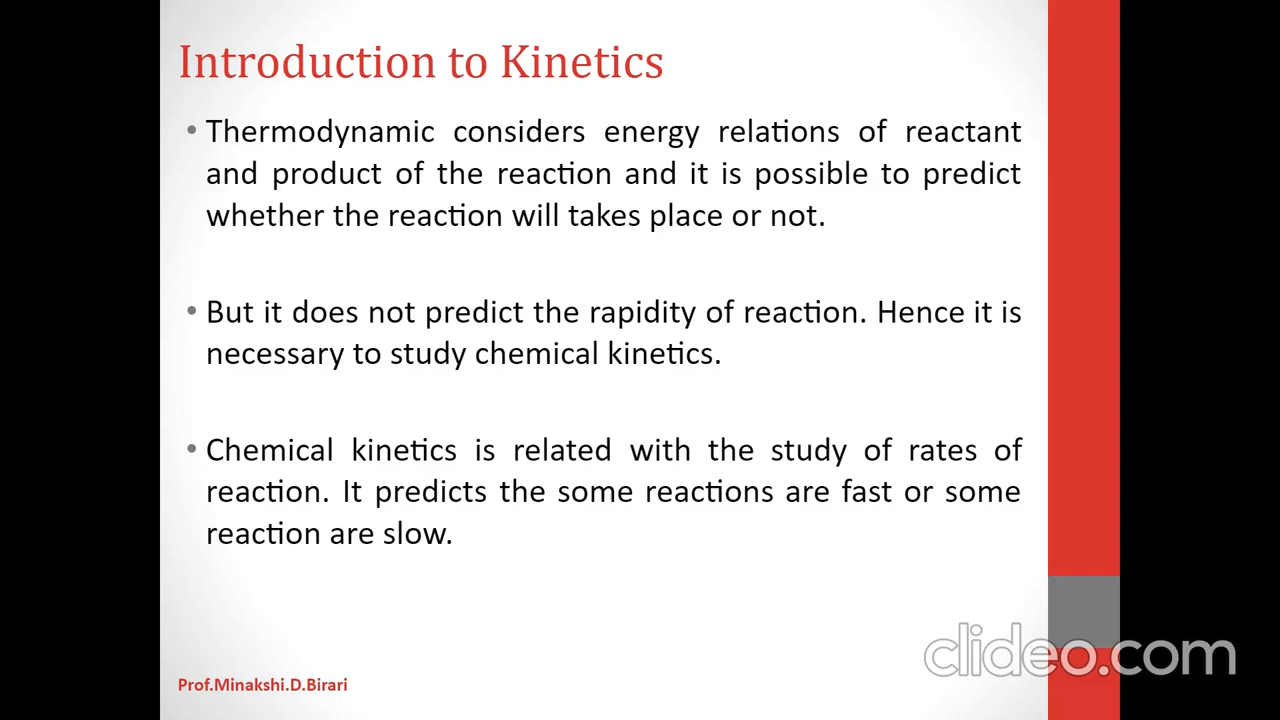 Introduction to Kinetics
• Thermodynamic considers energy relations of reactant
and product of the reaction and it is possible to predict
whether the reaction will takes place or not.
• But it does not predict the rapidity of reaction. Hence it is
necessary to study chemical kinetics.
• Chemical kinetics is related with the study of rates of
reaction. It predicts the some reactions are fast or some
reaction are slow.
clideo.com
Prof.Minakshi.D.Birari